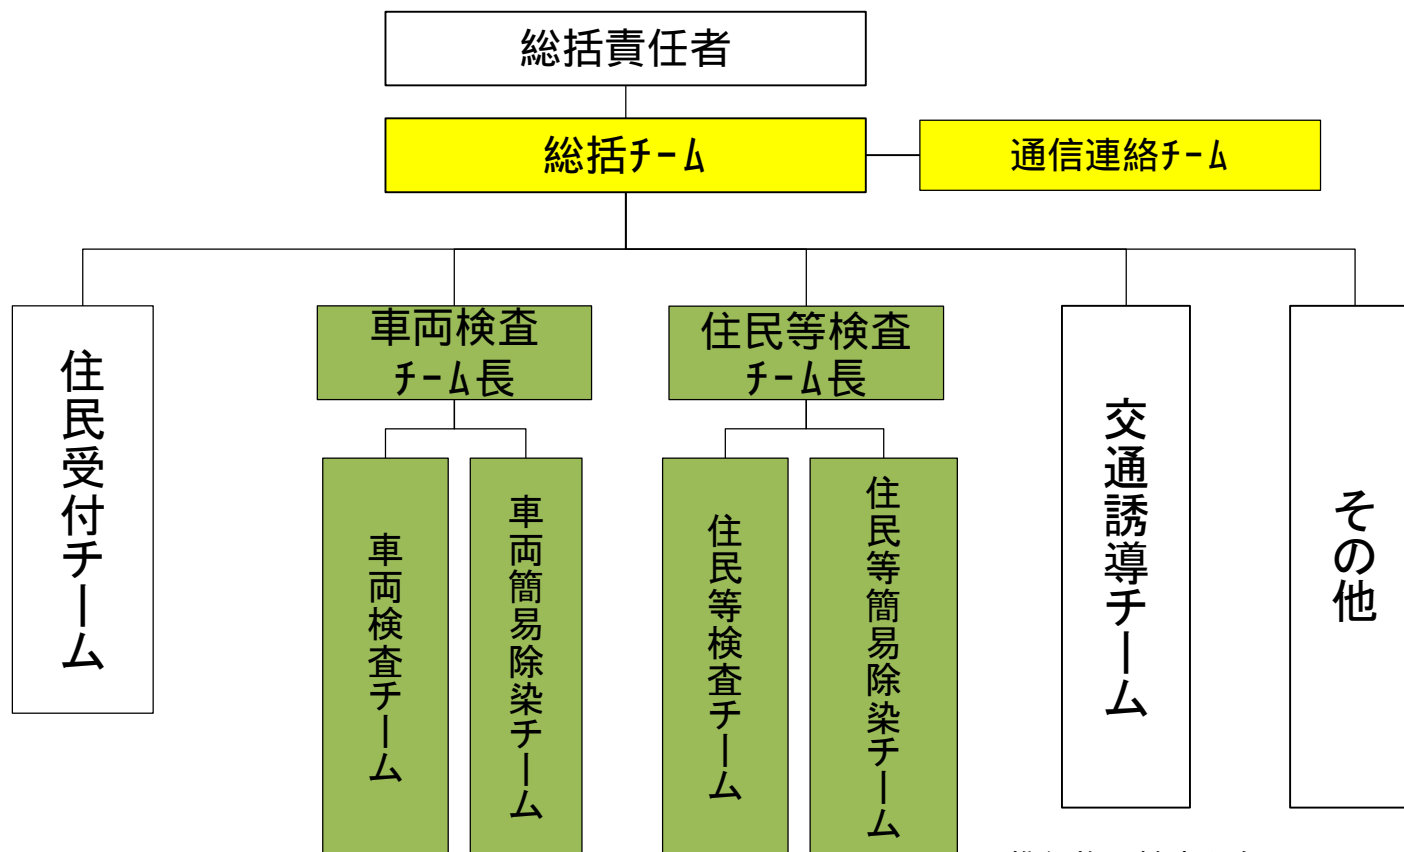 総括責任者
総括ﾁｰﾑ
通信連絡ﾁｰﾑ
住民受付チーム
車両検査
ﾁｰﾑ長
住民等検査
ﾁｰﾑ長
交通誘導チーム
その他
車両検査チーム
車両簡易除染チーム
住民等検査チーム
住民等簡易除染チーム